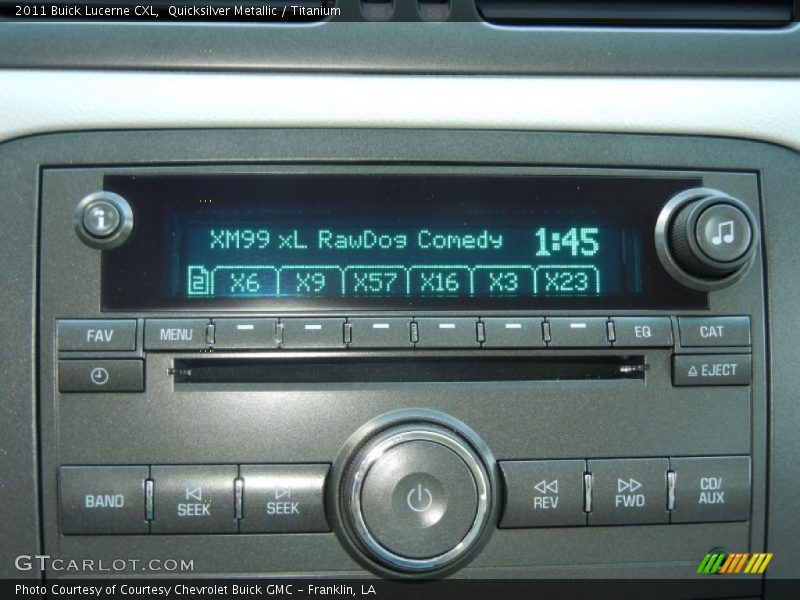 2011 Buick Lucerne CXL,  Quicksilver Metallic / Titanium
i
XM99 xL RawDog Comedy 1:45
2 X6 X9 X57 X16 X3 X23
FAV MENU EQ CAT
EJECT
BAND SEEK SEEK REV FWD CD/AUX
GTCARLOT.COM
Photo Courtesy of Courtesy Chevrolet Buick GMC – Franklin, LA